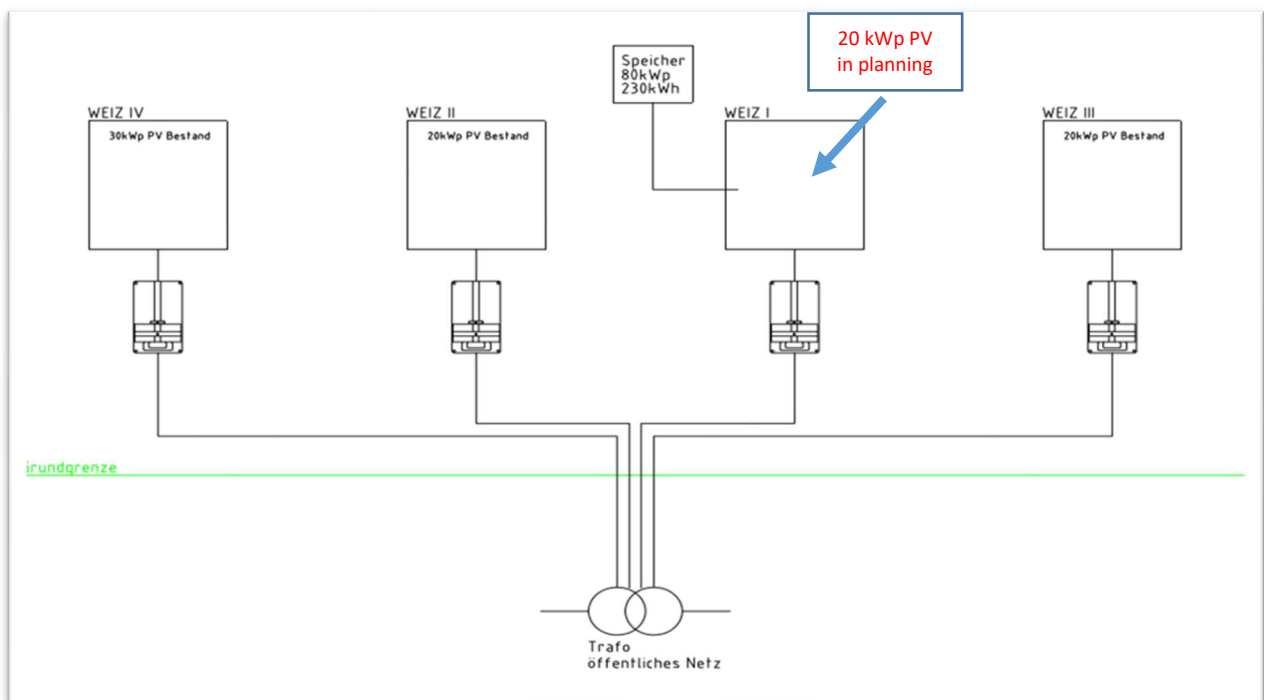 20 kWp PV
in planning
Speicher
80kWp
230kWh
WEIZ IV
30kWp PV Bestand
WEIZ II
20kWp PV Bestand
WEIZ I
WEIZ III
20kWp PV Bestand
irundgrenze
Trafo
öffentliches Netz